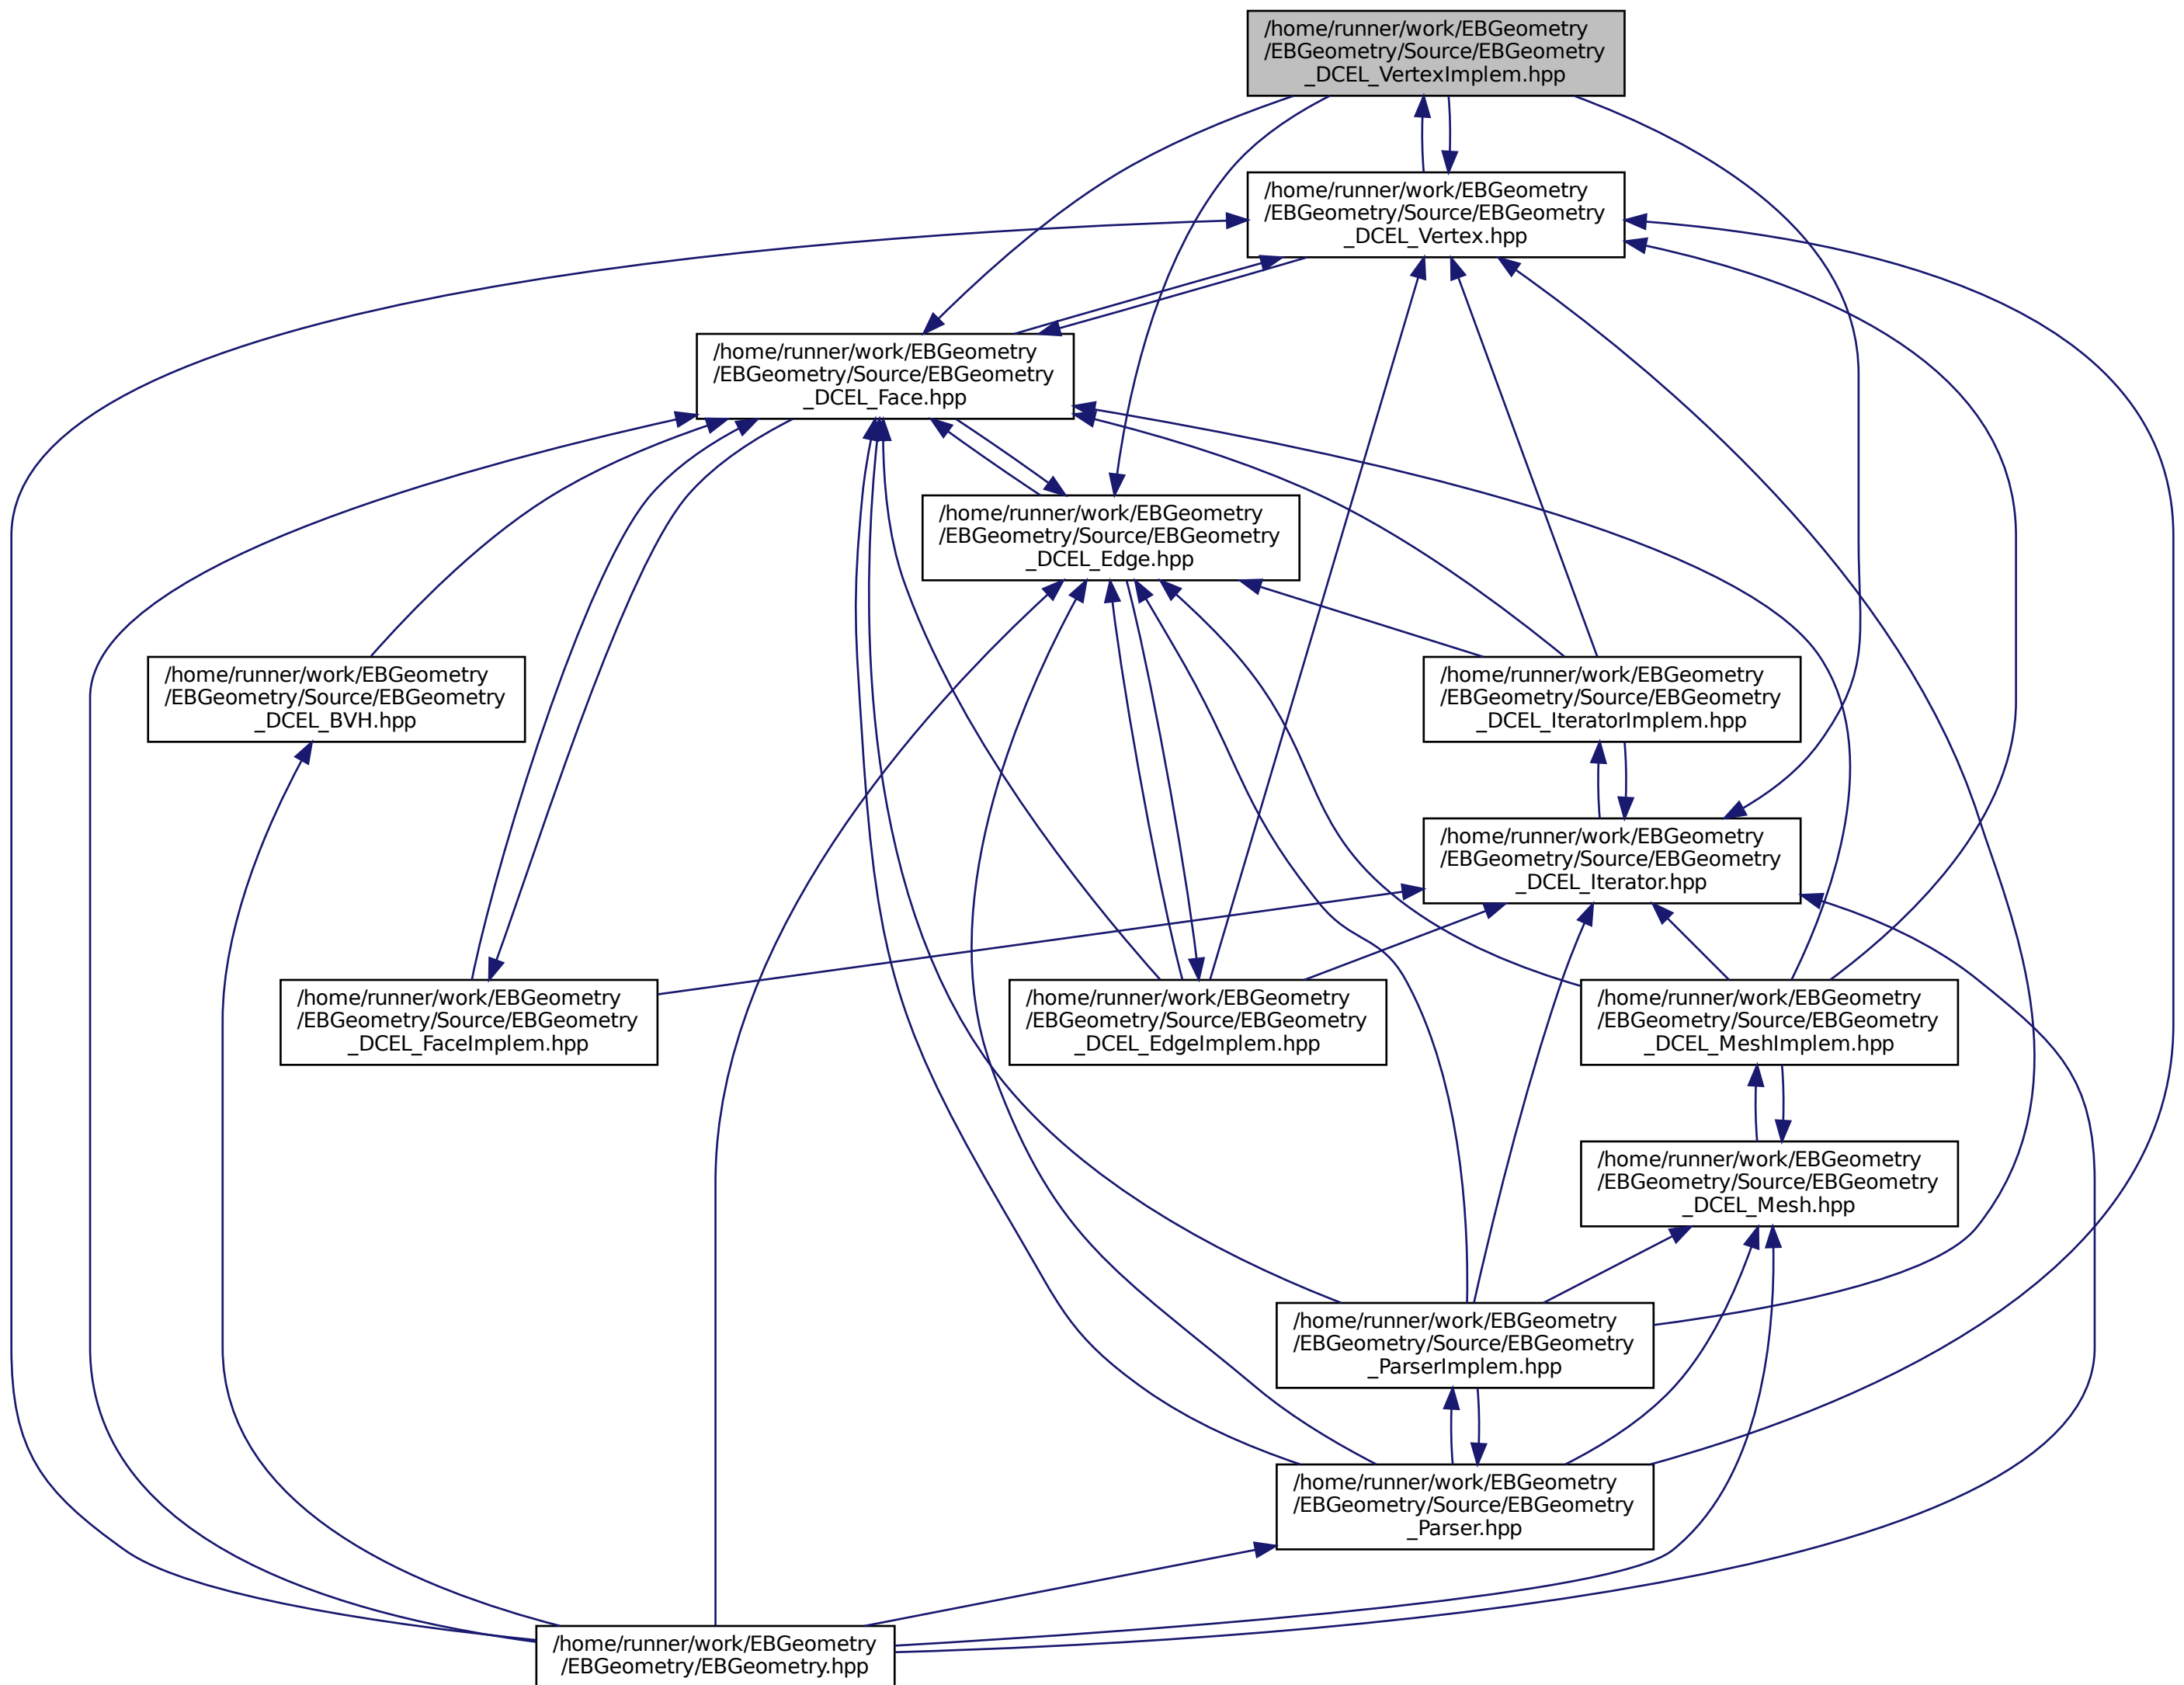 /home/runner/work/EBGeometry
/EBGeometry/Source/EBGeometry
_DCEL_VertexImplem.hpp
/home/runner/work/EBGeometry
/EBGeometry/Source/EBGeometry
_DCEL_Vertex.hpp
/home/runner/work/EBGeometry
/EBGeometry/Source/EBGeometry
_DCEL_Face.hpp
/home/runner/work/EBGeometry
/EBGeometry/Source/EBGeometry
_DCEL_Edge.hpp
/home/runner/work/EBGeometry
/EBGeometry/Source/EBGeometry
_DCEL_BVH.hpp
/home/runner/work/EBGeometry
/EBGeometry/Source/EBGeometry
_DCEL_IteratorImplem.hpp
/home/runner/work/EBGeometry
/EBGeometry/Source/EBGeometry
_DCEL_Iterator.hpp
/home/runner/work/EBGeometry
/EBGeometry/Source/EBGeometry
_DCEL_FaceImplem.hpp
/home/runner/work/EBGeometry
/EBGeometry/Source/EBGeometry
_DCEL_EdgeImplem.hpp
/home/runner/work/EBGeometry
/EBGeometry/Source/EBGeometry
_DCEL_MeshImplem.hpp
/home/runner/work/EBGeometry
/EBGeometry/Source/EBGeometry
_DCEL_Mesh.hpp
/home/runner/work/EBGeometry
/EBGeometry/Source/EBGeometry
_ParserImplem.hpp
/home/runner/work/EBGeometry
/EBGeometry/Source/EBGeometry
_Parser.hpp
/home/runner/work/EBGeometry
/EBGeometry/EBGeometry.hpp